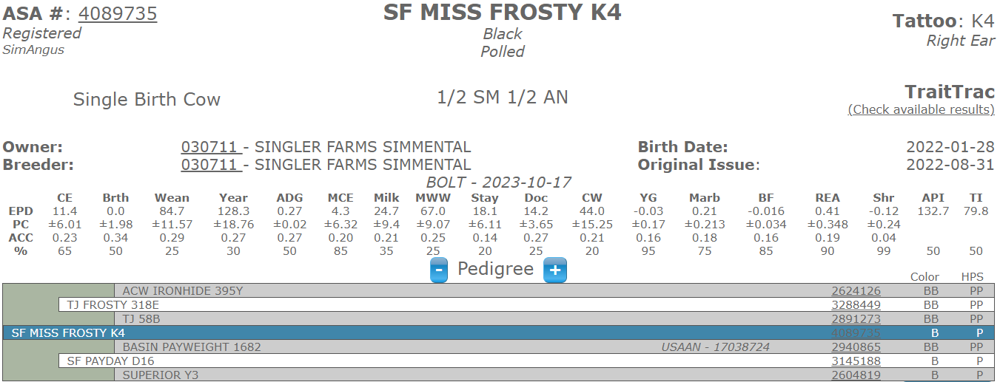 ASA #: 4089735 SF MISS FROSTY K4 Tattoo: K4
Registered Black Right Ear
SimAngus Polled
Single Birth Cow 1/2 SM 1/2 AN TraitTrac
(Check available results)
Owner: 030711 - SINGLER FARMS SIMMENTAL Birth Date: 2022-01-28
Breeder: 030711 - SINGLER FARMS SIMMENTAL Original Issue: 2022-08-31
BOLT - 2023-10-17
CE Brth Wean Year ADG MCE Milk MWW Stay Doc CW YG Marb BF REA Shr API TI
EPD 11.4 0.0 84.7 128.3 0.27 4.3 24.7 67.0 18.1 14.2 44.0 -0.03 0.21 -0.016 0.41 -0.12 132.7 79.8
PC ±6.01 ±1.98 ±11.57 ±18.76 ±0.02 ±6.32 ±9.4 ±9.07 ±6.11 ±3.65 ±15.25 ±0.17 ±0.213 ±0.034 ±0.348 ±0.24
ACC 0.23 0.34 0.29 0.27 0.27 0.20 0.21 0.25 0.14 0.27 0.21 0.16 0.18 0.16 0.19 0.04
% 65 50 25 30 50 85 35 25 20 25 20 95 75 85 90 99 50 50
- Pedigree +
Color HPS
ACW IRONHIDE 395Y 2624126 BB PP
TJ FROSTY 318E 3288449 BB PP
TJ 58B 2891273 BB PP
SF MISS FROSTY K4 4089735 B P
BASIN PAYWEIGHT 1682 USAAN - 17038724 2940865 BB PP
SF PAYDAY D16 3145188 B P
SUPERIOR Y3 2604819 B P